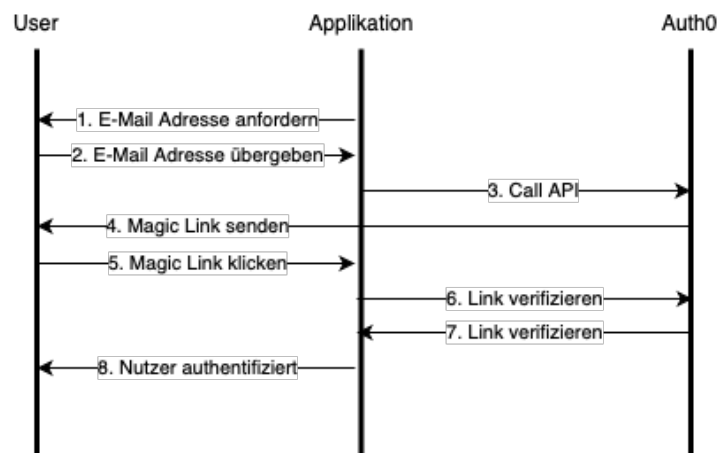 User
Applikation
Auth0
1. E-Mail Adresse anfordern
2. E-Mail Adresse übergeben
3. Call API
4. Magic Link senden
5. Magic Link klicken
6. Link verifizieren
7. Link verifizieren
8. Nutzer authentifiziert